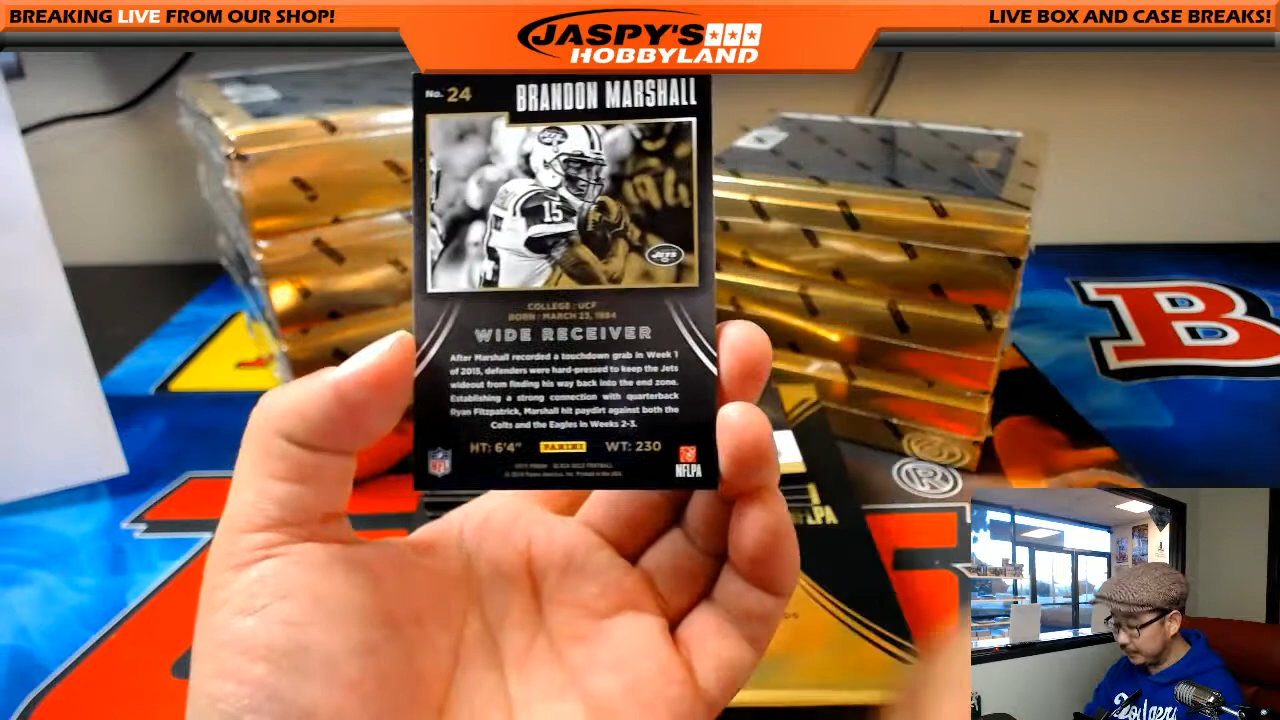 BREAKING LIVE FROM OUR SHOP!
JASPY'S
HOBBYLAND
LIVE BOX AND CASE BREAKS!
No. 24
BRANDON MARSHALL
15
JETS
COLLEGE: UCF
BORN: MARCH 23, 1984
WIDE RECEIVER
After Marshall recorded a touchdown grab in Week 1
of 2015, defenders were hard-pressed to keep the Jets
wideout from finding his way back into the end zone.
Establishing a strong connection with quarterback
Ryan Fitzpatrick, Marshall hit paydirt against both the
Colts and the Eagles in Weeks 2-3.
HT: 6'4" PANINI WT: 230
NFL
NFLPA
B
®
Dodgers